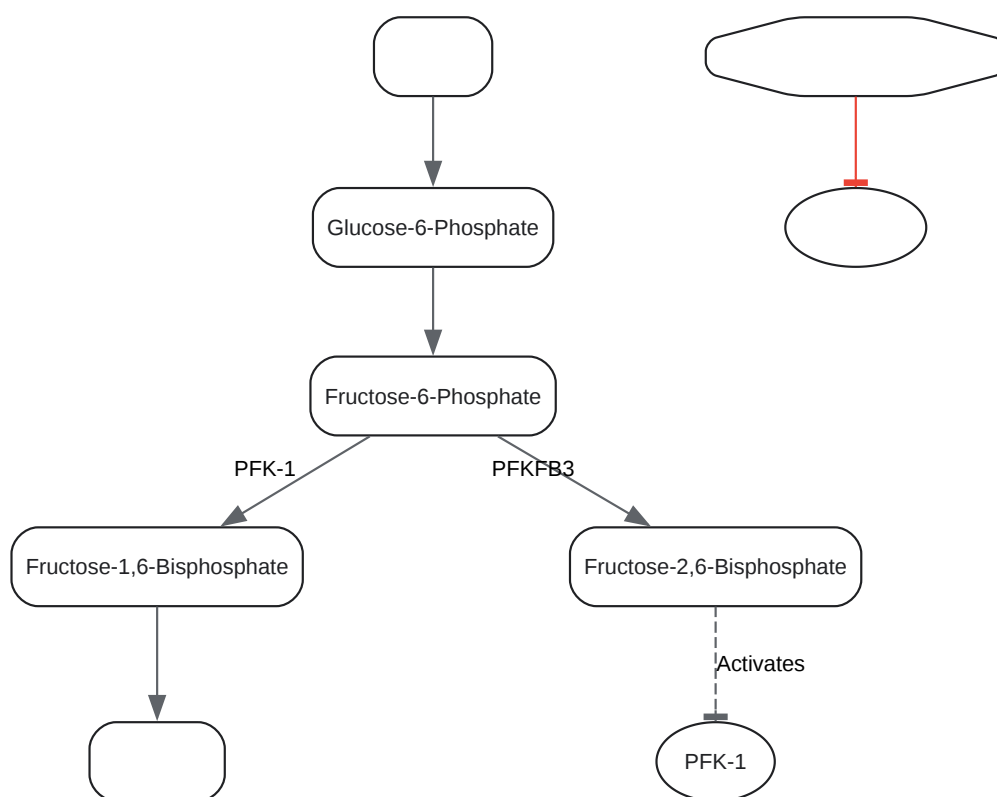 Glucose-6-Phosphate
Fructose-6-Phosphate
PFK-1
PFKFB3
Fructose-1,6-Bisphosphate
Fructose-2,6-Bisphosphate
Activates
PFK-1